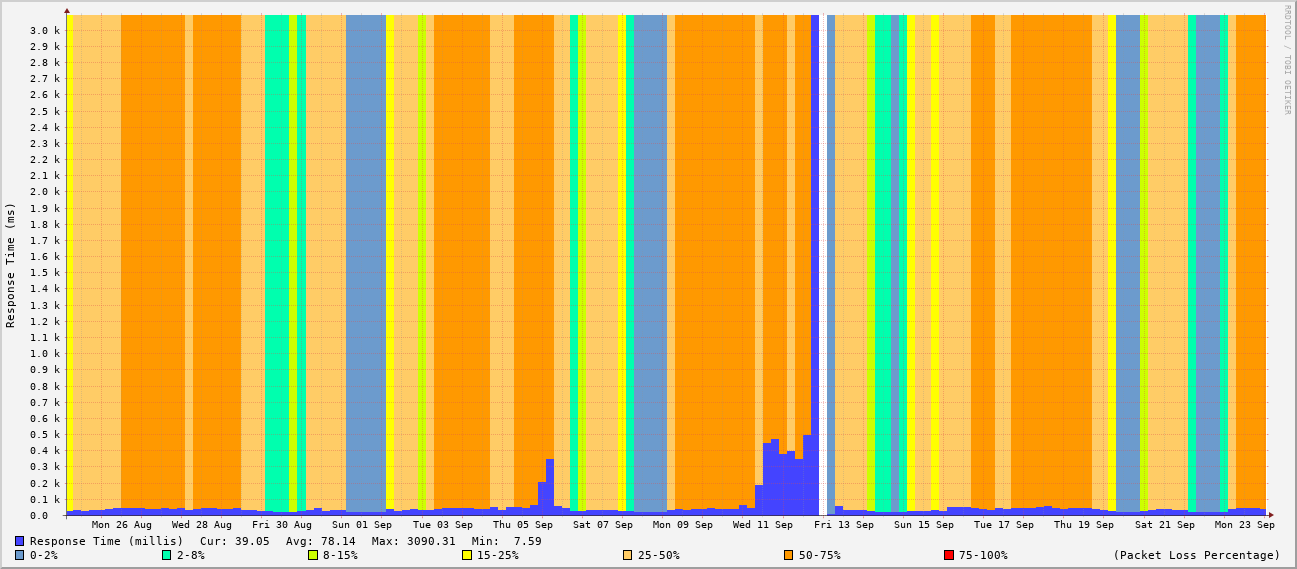 RRDTOOL / TOBI OETIKER
Response Time (ms)
3.0 k
2.9 k
2.8 k
2.7 k
2.6 k
2.5 k
2.4 k
2.3 k
2.2 k
2.1 k
2.0 k
1.9 k
1.8 k
1.7 k
1.6 k
1.5 k
1.4 k
1.3 k
1.2 k
1.1 k
1.0 k
0.9 k
0.8 k
0.7 k
0.6 k
0.5 k
0.4 k
0.3 k
0.2 k
0.1 k
0.0
Mon 26 Aug Wed 28 Aug Fri 30 Aug Sun 01 Sep Tue 03 Sep Thu 05 Sep Sat 07 Sep Mon 09 Sep Wed 11 Sep Fri 13 Sep Sun 15 Sep Tue 17 Sep Thu 19 Sep Sat 21 Sep Mon 23 Sep
Response Time (millis) Cur: 39.05 Avg: 78.14 Max: 3090.31 Min: 7.59
0-2% 2-8% 8-15% 15-25% 25-50% 50-75% 75-100% (Packet Loss Percentage)